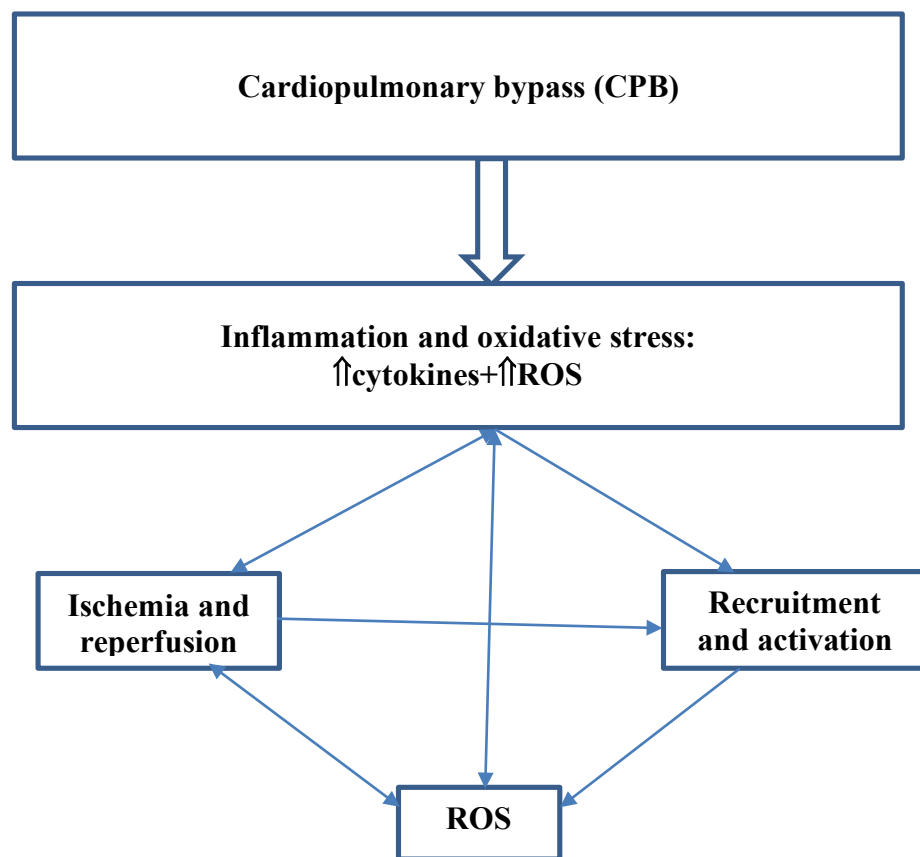 Cardiopulmonary bypass (CPB)
Inflammation and oxidative stress:
⇑cytokines+⇑ROS
Ischemia and
reperfusion
Recruitment
and activation
ROS